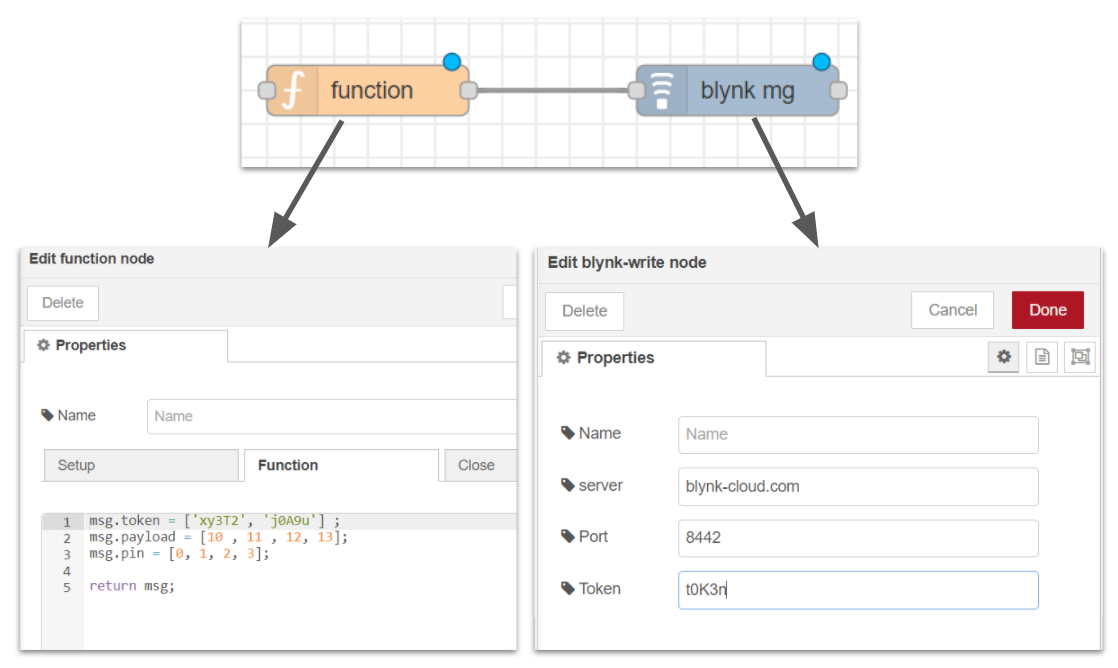 function
blynk mg
Edit function node
Delete
Properties
Name
Name
Setup
Function
Close
1 msg.token = ['xy3T2', 'j0A9u'] ;
2 msg.payload = [10 , 11 , 12, 13];
3 msg.pin = [0, 1, 2, 3];
4
5 return msg;
Edit blynk-write node
Delete
Cancel
Done
Properties
Name
Name
server
blynk-cloud.com
Port
8442
Token
t0K3n